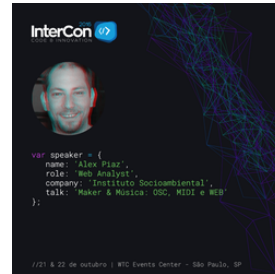 2016
InterCon
CODE & INNOVATION
var speaker = {
name: 'Alex Piaz',
role: 'Web Analyst',
company: 'Instituto Socioambiental',
talk: 'Maker & Música: OSC, MIDI e WEB'
};
//21 & 22 de outubro | WTC Events Center - São Paulo, SP